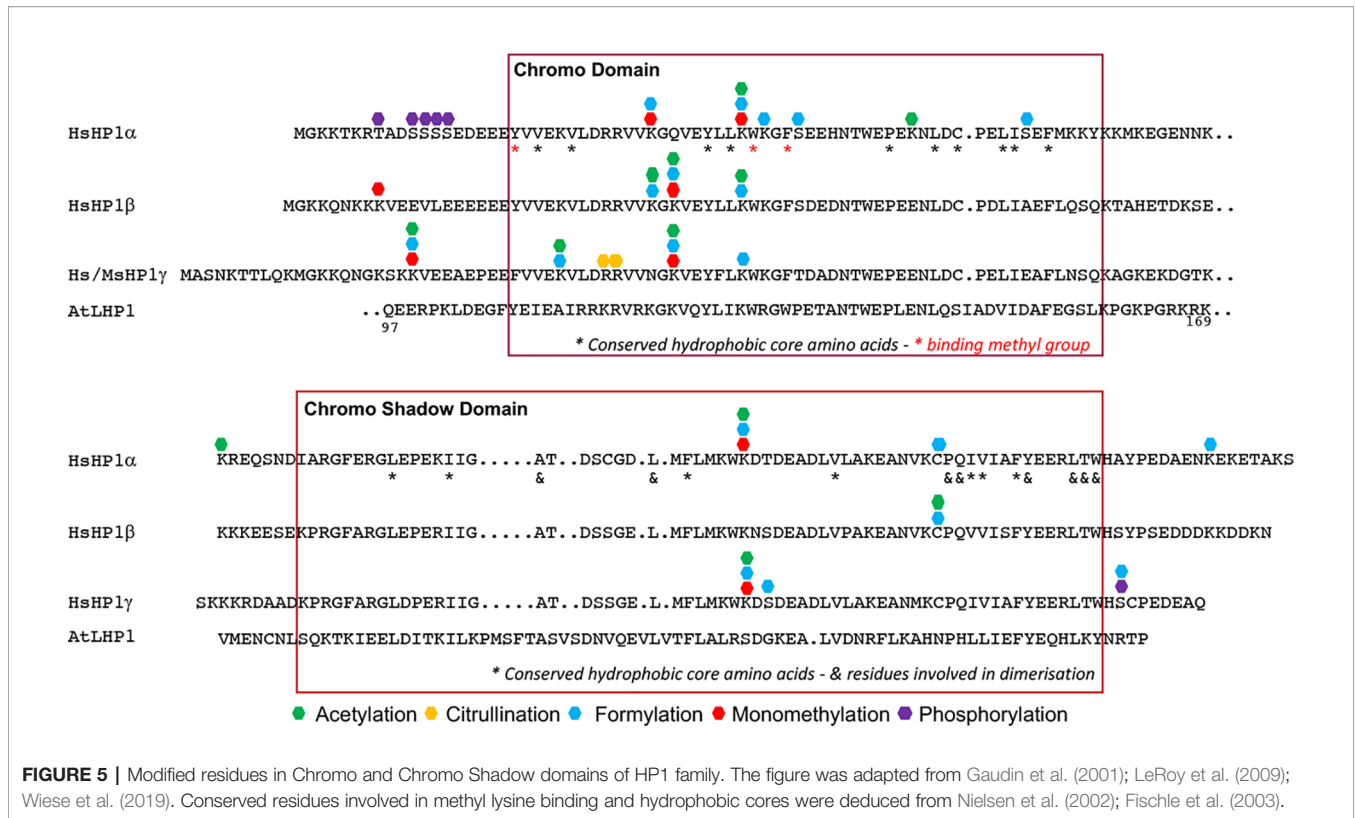 Chromo Domain
HsHP1α MGKKTKRTADSSSSEDEEEYVVEKVLDRRVVKGQVEYLLKWKGFSEEHNTWEPEKNLDC.PELISEFMKKYKKMKEGENNK..
* * * * * * * * * * * * *
HsHP1β MGKKQNKKKVEEVLEEEEEEYVVEKVLDRRVVKGKVEYLLKWKGFSDEDNTWEPEENLDC.PDLIAEFLQSQKTAHETDKSE..
Hs/MsHP1γ MASNKTTLQKMGKKQNGKSKKVEEAEPEEFVVEKVLDRRVVNGKVEYFLKWKGFTDADNTWEPEENLDC.PELIEAFLNSQKAGKEKDGTK..
AtLHP1 ..QEERPKLDEGFYEIEAIRRKRVRKGKVQYLIKWRGWPETANTWEPLENLQSIADVIDAFEGSLKPGKPGRKRK..
97 169
* Conserved hydrophobic core amino acids - * binding methyl group
Chromo Shadow Domain
HsHP1α KREQSNDIARGFERGLEPEKIIG.....AT..DSCGD.L.MFLMKWKDTDEADLVLAKEANVKCPQIVIAFYEERLTWHAYPEDAENKEKETAKS
* * & & * * &&** *& &&&
HsHP1β KKKEESEKPRGFARGLEPERIIG.....AT..DSSGE.L.MFLMKWKNSDEADLVPAKEANVKCPQVVISFYEERLTWHSYPSEDDDKKDDKN
HsHP1γ SKKKRDAADKPRGFARGLDPERIIG.....AT..DSSGE.L.MFLMKWKDSDEADLVLAKEANMKCPQIVIAFYEERLTWHSCPEDEAQ
AtLHP1 VMENCNLSQKTKIEELDITKILKPMSFTASVSDNVQEVLVTFLALRSDGKEA.LVDNRFLKAHNPHLLIEFYEQHLKYNRTP
* Conserved hydrophobic core amino acids - & residues involved in dimerisation
Acetylation Citrullination Formylation Monomethylation Phosphorylation
FIGURE 5 | Modified residues in Chromo and Chromo Shadow domains of HP1 family. The figure was adapted from Gaudin et al. (2001); LeRoy et al. (2009);
Wiese et al. (2019). Conserved residues involved in methyl lysine binding and hydrophobic cores were deduced from Nielsen et al. (2002); Fischle et al. (2003).